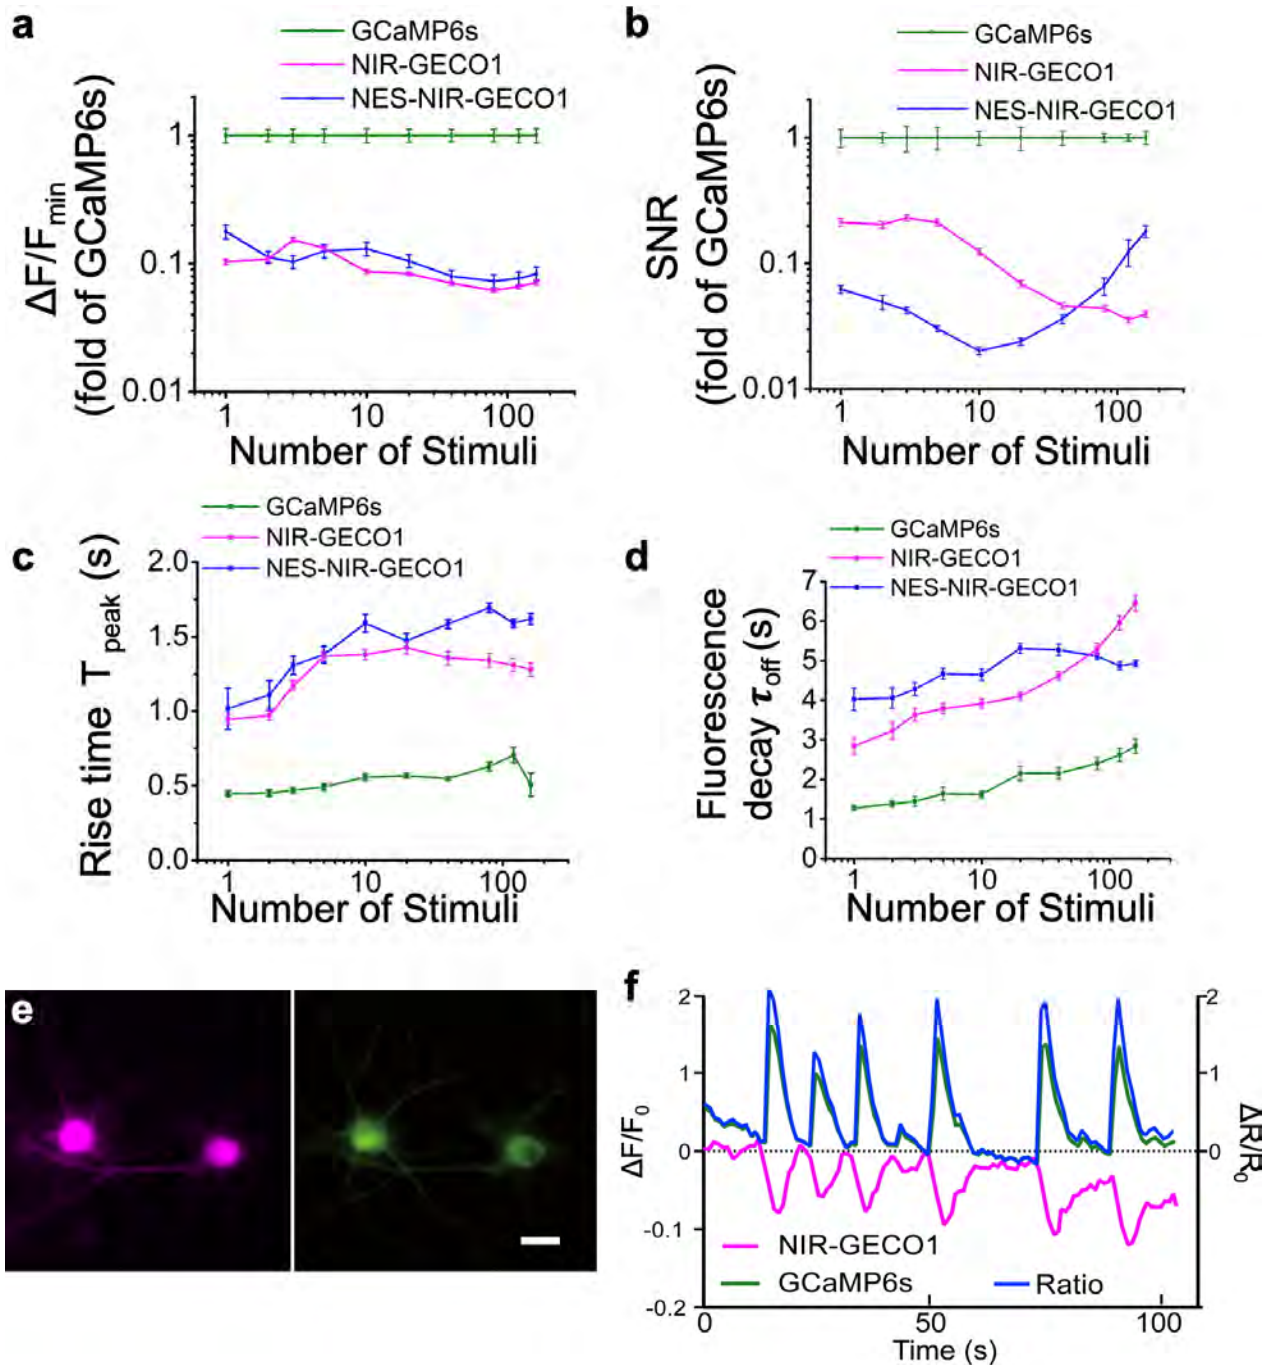 a
GCaMP6s
NIR-GECO1
NES-NIR-GECO1
ΔF/Fmin
(fold of GCaMP6s)
1
0.1
0.01
1 10 100
Number of Stimuli
b
GCaMP6s
NIR-GECO1
NES-NIR-GECO1
SNR
(fold of GCaMP6s)
1
0.1
0.01
1 10 100
Number of Stimuli
c
GCaMP6s
NIR-GECO1
NES-NIR-GECO1
Rise time Tpeak (s)
2.0
1.5
1.0
0.5
0.0
1 10 100
Number of Stimuli
d
GCaMP6s
NIR-GECO1
NES-NIR-GECO1
Fluorescence
decay τoff (s)
7
6
5
4
3
2
1
0
1 10 100
Number of Stimuli
e
f
ΔF/F0
2
1
0
-0.1
-0.2
2
1
0
ΔR/R0
NIR-GECO1
GCaMP6s Ratio
0 50 100
Time (s)